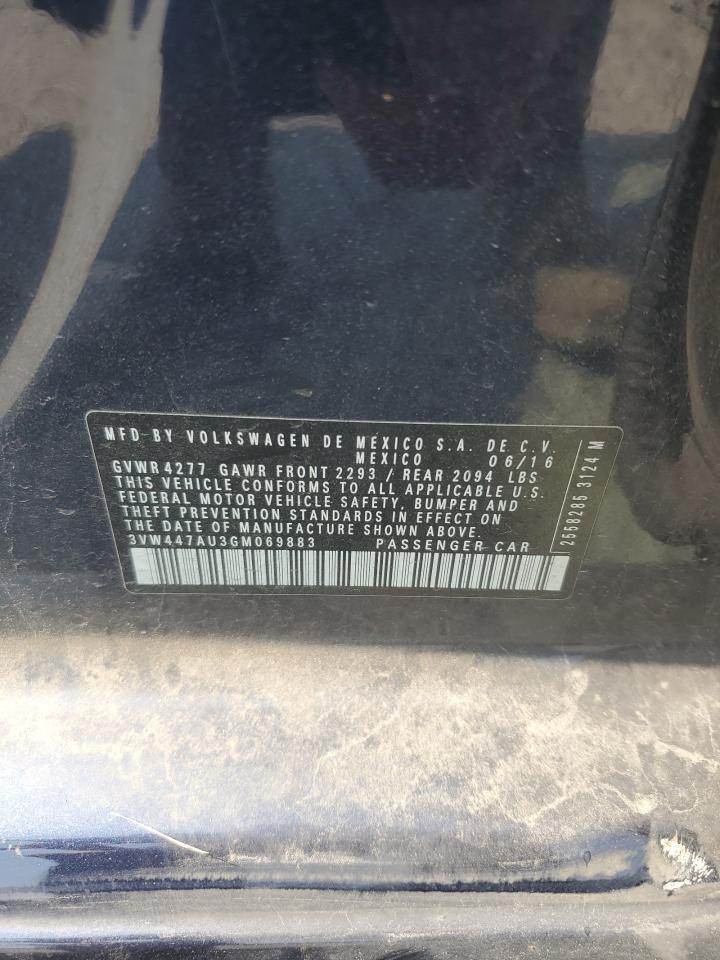 MFD BY VOLKSWAGEN DE MÉXICO S.A. DE C.V.
MEXICO 06/16
GVWR 4277 GAWR FRONT 2293 / REAR 2094 LBS
THIS VEHICLE CONFORMS TO ALL APPLICABLE U.S.
FEDERAL MOTOR VEHICLE SAFETY, BUMPER AND
THEFT PREVENTION STANDARDS IN EFFECT ON
THE DATE OF MANUFACTURE SHOWN ABOVE.
3VW447AU3GM069883 PASSENGER CAR
2558285 3124 M